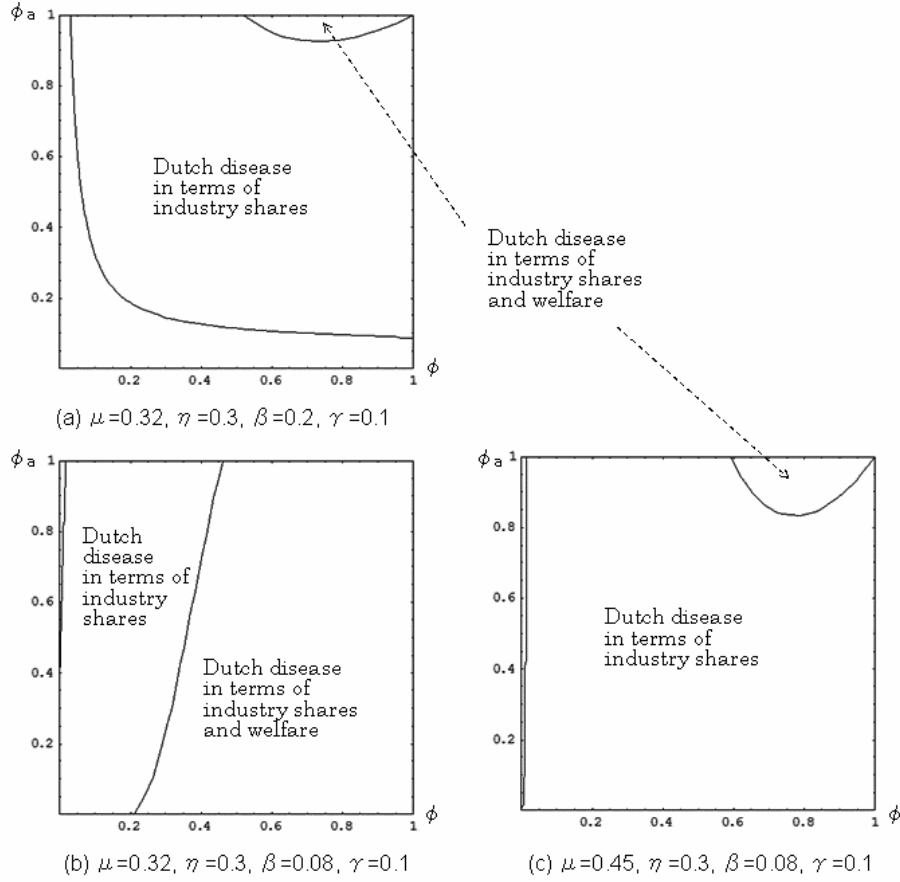 ϕ a
1
0.8
0.6
0.4
0.2
Dutch disease
in terms of
industry shares
0.2
0.4
0.6
0.8
1
ϕ
(a) μ=0.32, η=0.3, β=0.2, γ=0.1
Dutch disease
in terms of
industry shares
and welfare
ϕ a
1
0.8
0.6
0.4
0.2
Dutch
disease
in terms of
industry
shares
Dutch disease
in terms of
industry shares
and welfare
0.2
0.4
0.6
0.8
1
ϕ
(b) μ=0.32, η=0.3, β=0.08, γ=0.1
ϕ a
1
0.8
0.6
0.4
0.2
Dutch disease
in terms of
industry shares
0.2
0.4
0.6
0.8
1
ϕ
(c) μ=0.45, η=0.3, β=0.08, γ=0.1